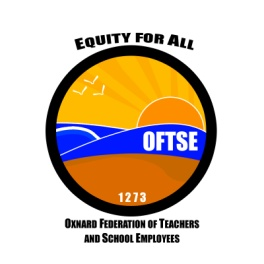 EQUITY FOR ALL
OFTSE
1273
OXNARD FEDERATION OF TEACHERS
AND SCHOOL EMPLOYEES